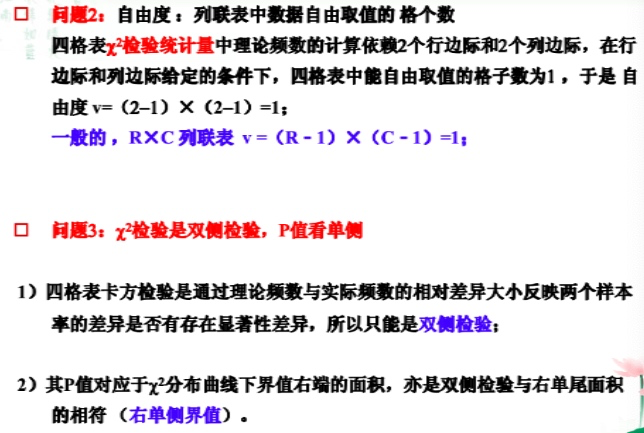 □ 问题2：自由度 ：列联表中数据自由取值的 格个数
四格表χ²检验统计量中理论频数的计算依赖2个行边际和2个列边际，在行
边际和列边际给定的条件下，四格表中能自由取值的格子数为1 ，于是 自
由度 v=（2–1）×（2–1）=1;
一般的 ，R×C 列联表 v =（R - 1）×（C - 1）=1;
□ 问题3：χ²检验是双侧检验，P值看单侧
1）四格表卡方检验是通过理论频数与实际频数的相对差异大小反映两个样本
率的差异是否有存在显著性差异，所以只能是双侧检验;
2）其P值对应于χ²分布曲线下界值右端的面积，亦是双侧检验与右单尾面积
的相符 （右单侧界值）。